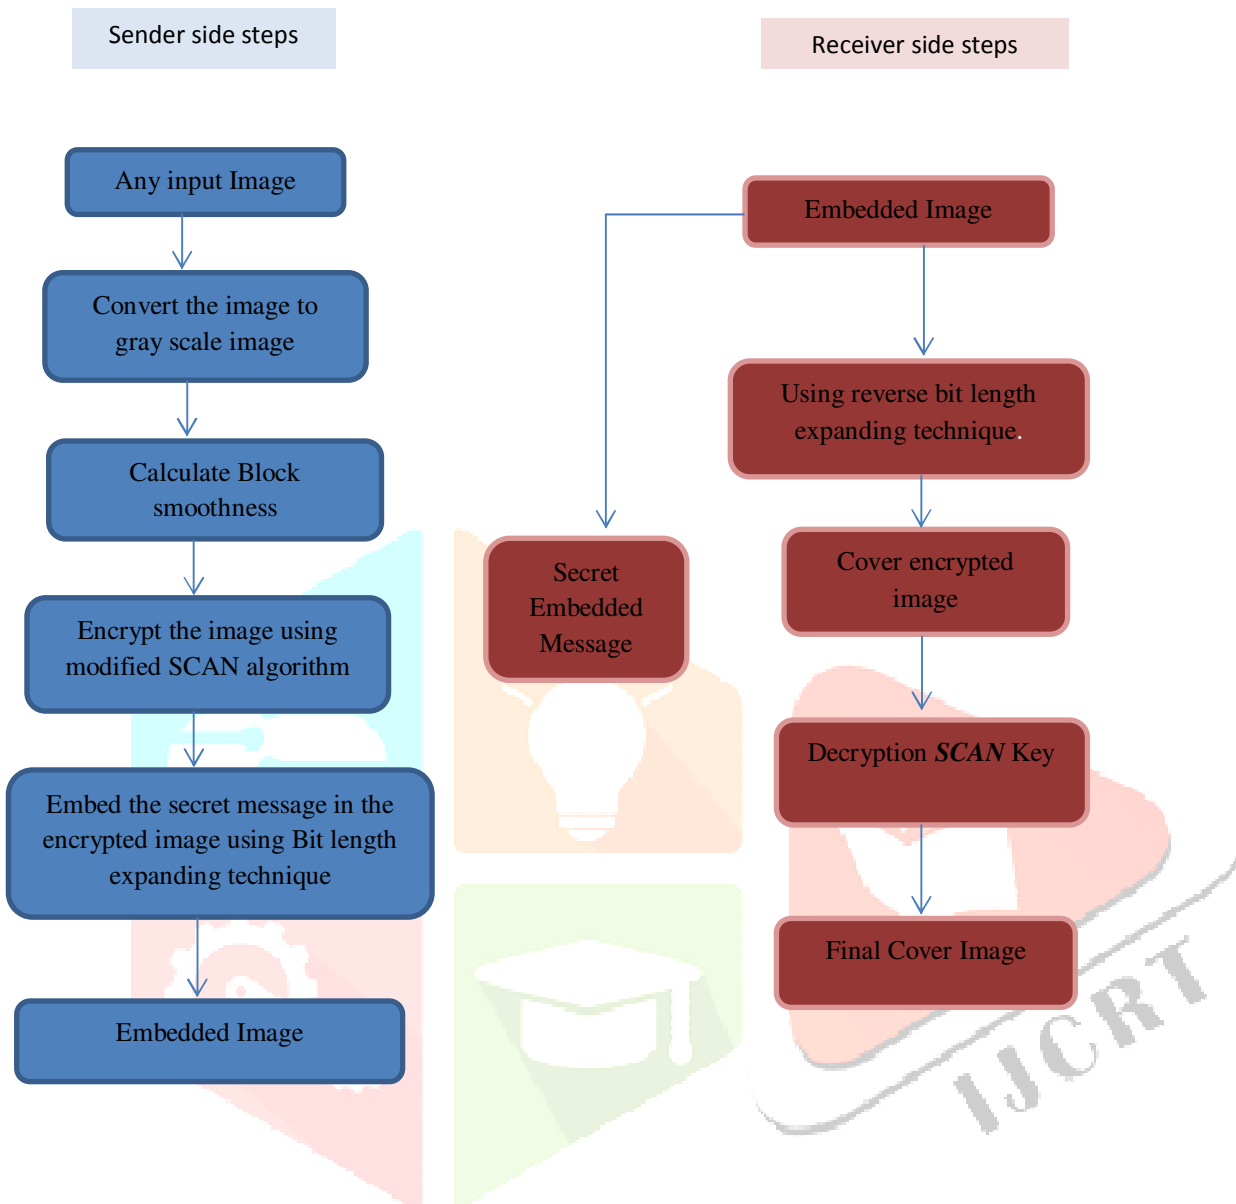 Sender side steps
Any input Image
Convert the image to
gray scale image
Calculate Block
smoothness
Encrypt the image using
modified SCAN algorithm
Embed the secret message in the
encrypted image using Bit length
expanding technique
Embedded Image
Receiver side steps
Embedded Image
Using reverse bit length
expanding technique.
Secret
Embedded
Message
Cover encrypted
image
Decryption SCAN Key
Final Cover Image
IJCRT